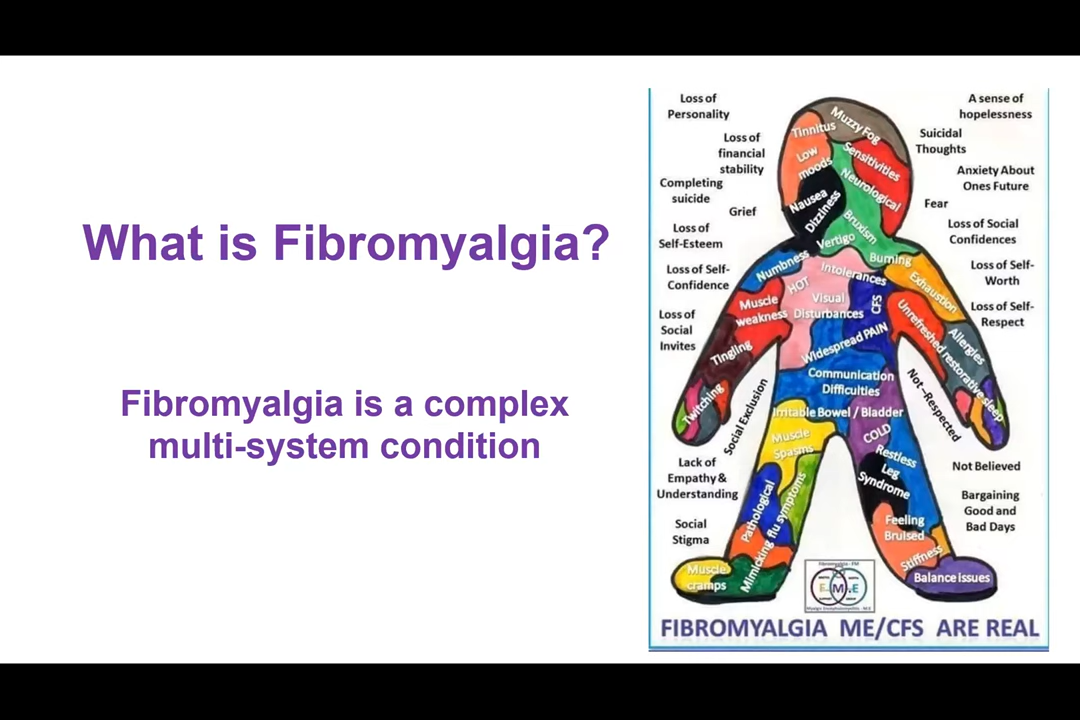 What is Fibromyalgia?
Fibromyalgia is a complex
multi-system condition
Loss of
Personality
Loss of
financial
stability
Completing
suicide
Grief
Loss of
Self-Esteem
Loss of Self-
Confidence
Loss of
Social
Invites
Social Exclusion
Lack of
Empathy &
Understanding
Social
Stigma
A sense of
hopelessness
Suicidal
Thoughts
Anxiety About
Ones Future
Fear
Loss of Social
Confidences
Loss of Self-
Worth
Loss of Self-
Respect
Not-Respected
Not Believed
Bargaining
Good and
Bad Days
Tinnitus
Muzzy Fog
Low
moods
Sensitivities
Neurological
Nausea
Dizziness
Bruxism
Vertigo
Numbness
Burning
Intolerances
HOT
Exhaustion
Muscle
weakness
Visual
Disturbances
CFS
Unrefreshed restorative sleep
Allergies
Tingling
Widespread PAIN
Twitching
Communication
Difficulties
Irritable Bowel / Bladder
Muscle
Spasms
COLD
Restless
Leg
Syndrome
Pathological
Mimicking flu symptoms
Feeling
Bruised
Stiffness
Muscle
cramps
Balance issues
Fibromyalgia - FM
F M.E
FIBROMYALGIA ME/CFS ARE REAL